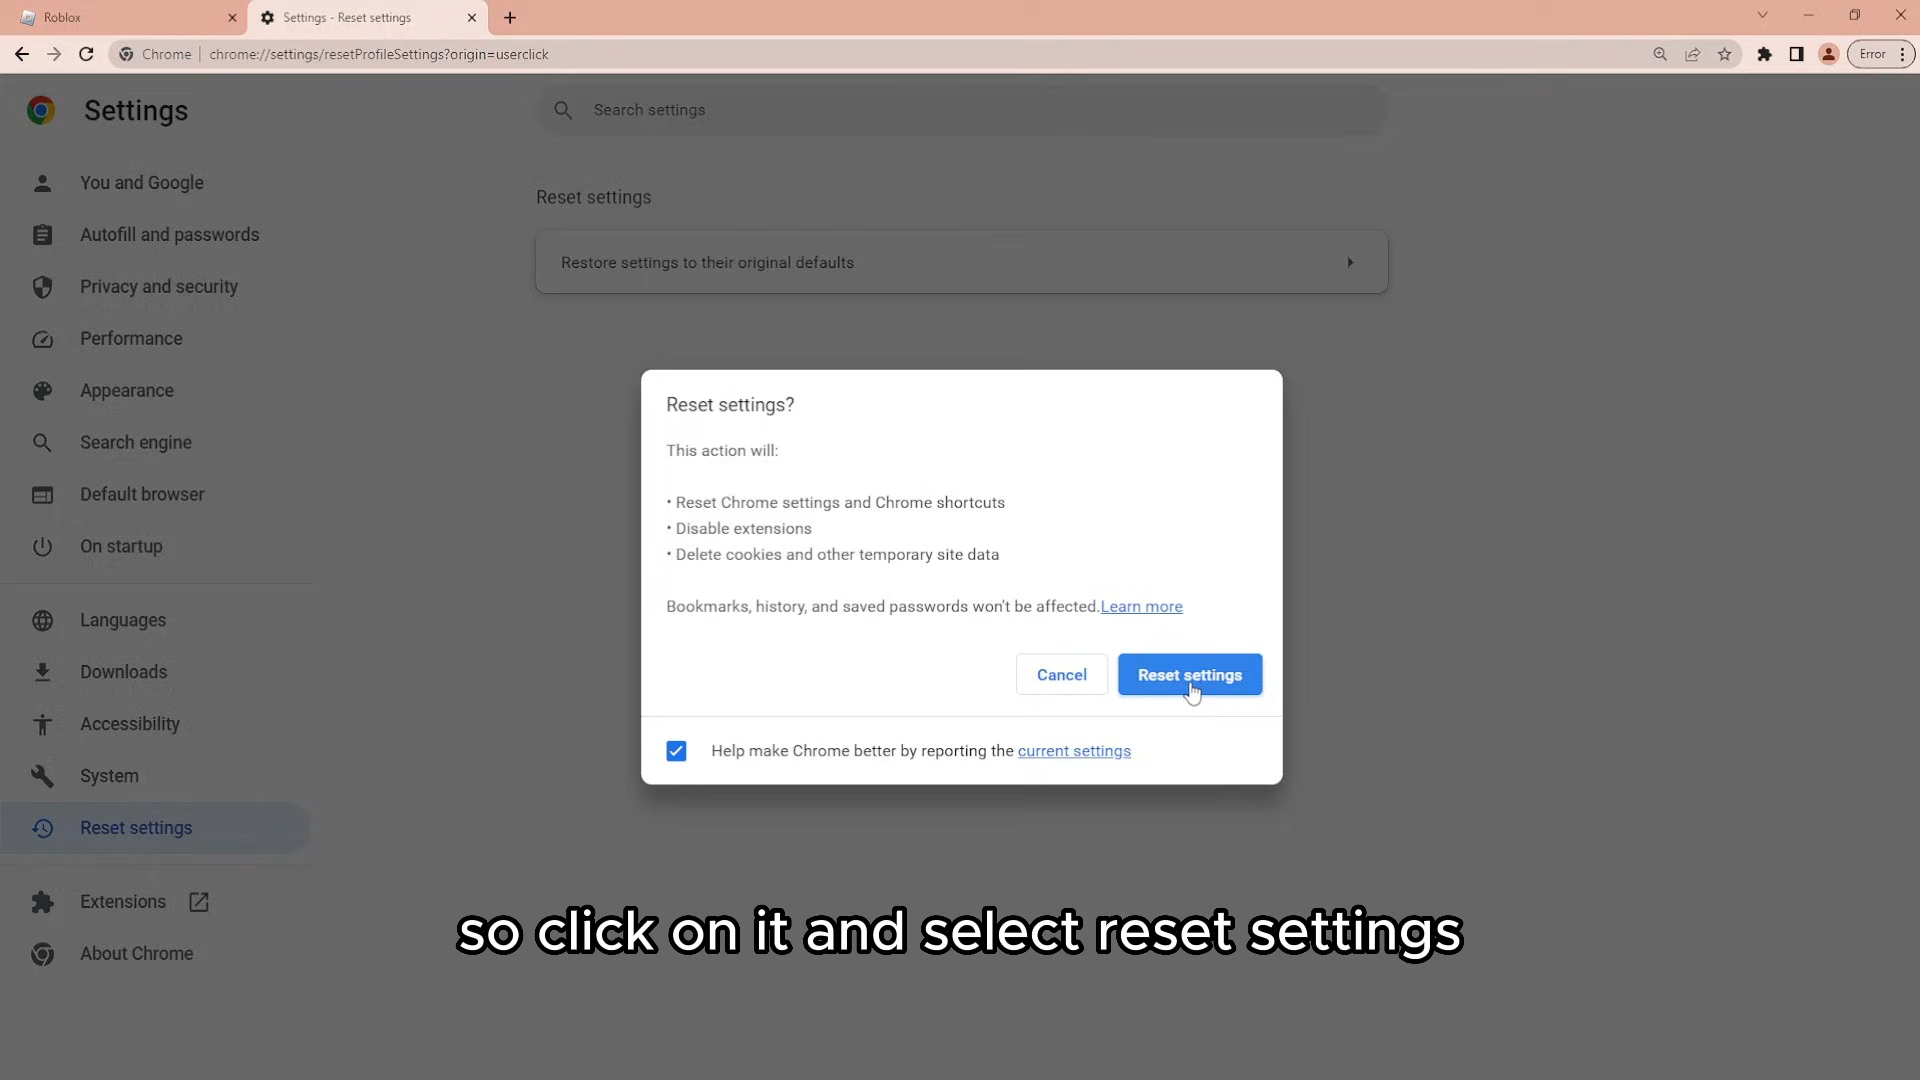 Roblox
Settings - Reset settings
Chrome
chrome://settings/resetProfileSettings?origin=userclick
Error
Settings
Search settings
You and Google
Autofill and passwords
Privacy and security
Performance
Appearance
Search engine
Default browser
On startup
Languages
Downloads
Accessibility
System
Reset settings
Extensions
About Chrome
Reset settings
Restore settings to their original defaults
Reset settings?
This action will:
• Reset Chrome settings and Chrome shortcuts
• Disable extensions
• Delete cookies and other temporary site data
Bookmarks, history, and saved passwords won't be affected.Learn more
Cancel
Reset settings
Help make Chrome better by reporting the current settings
so click on it and select reset settings